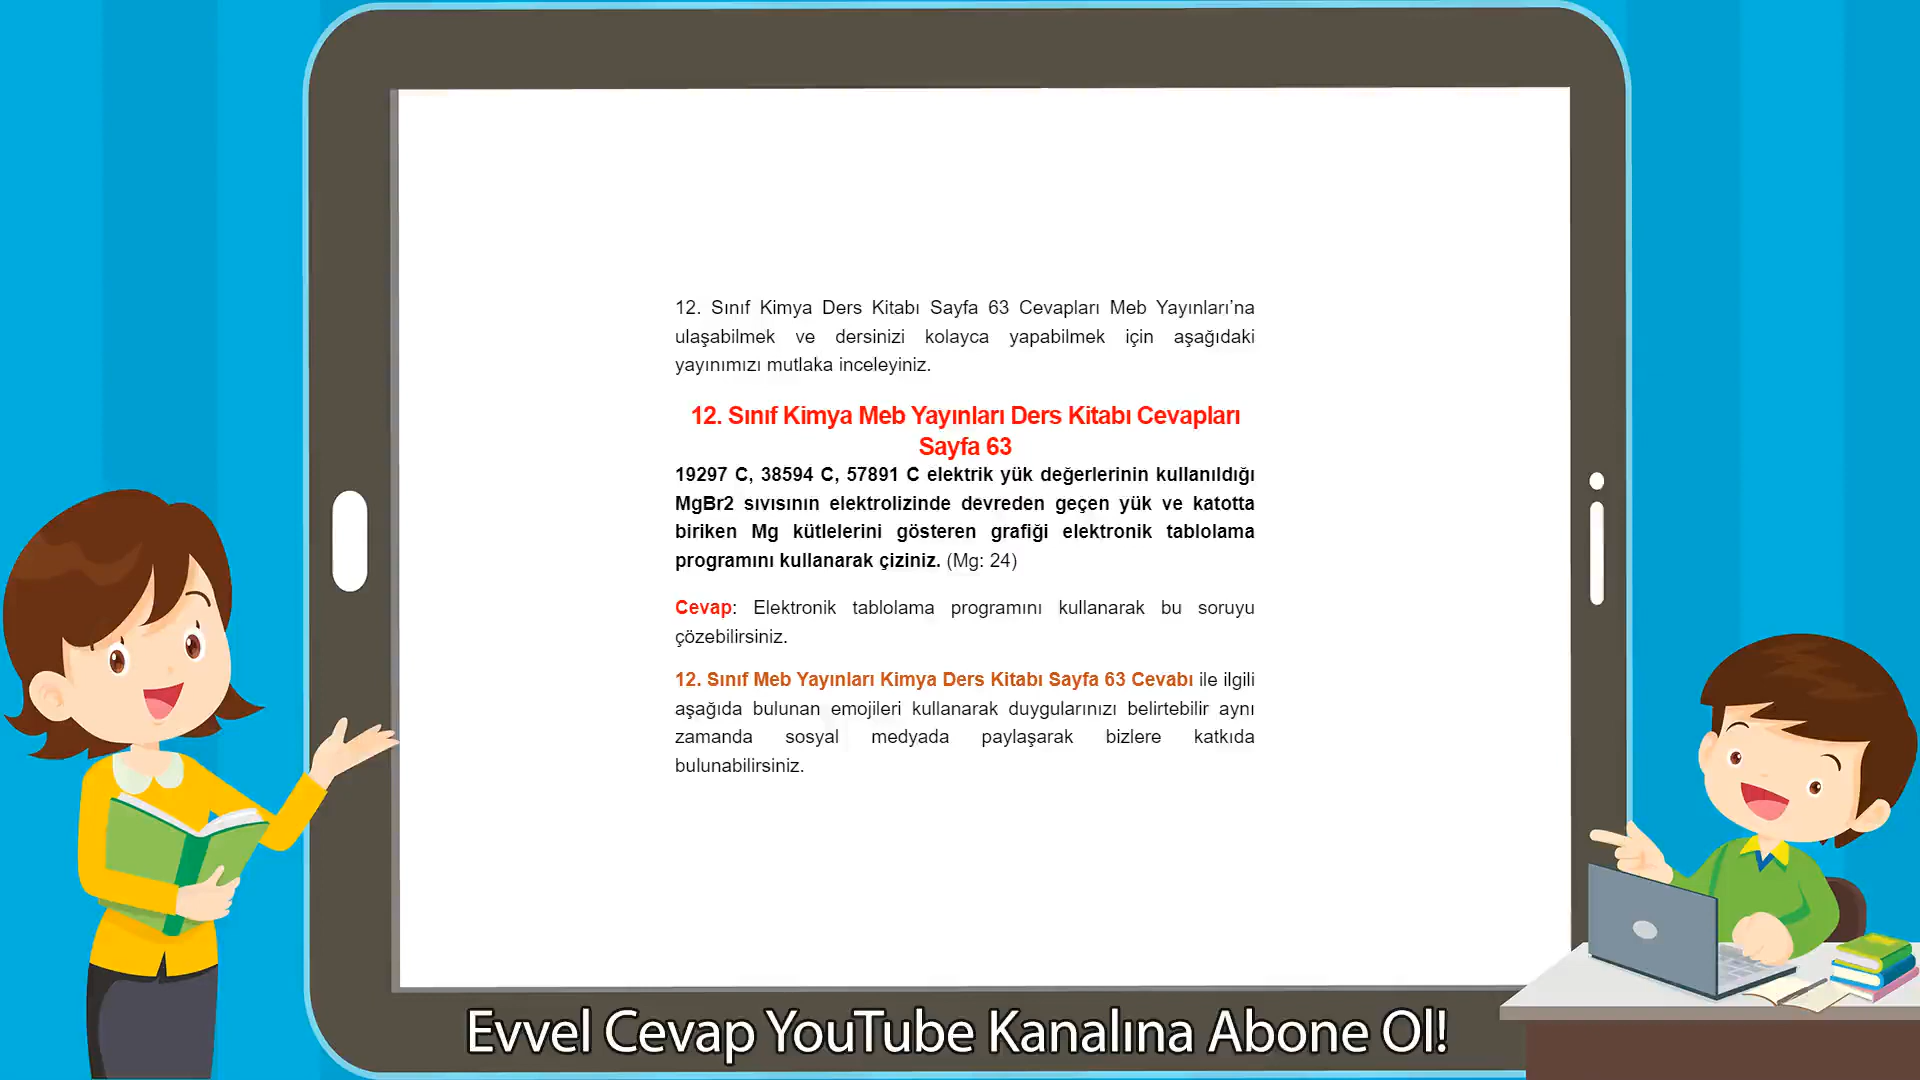 12. Sınıf Kimya Ders Kitabı Sayfa 63 Cevapları Meb Yayınları’na
ulaşabilmek ve dersinizi kolayca yapabilmek için aşağıdaki
yayınımızı mutlaka inceleyiniz.
12. Sınıf Kimya Meb Yayınları Ders Kitabı Cevapları
Sayfa 63
19297 C, 38594 C, 57891 C elektrik yük değerlerinin kullanıldığı
MgBr2 sıvısının elektrolizinde devreden geçen yük ve katotta
biriken Mg kütlelerini gösteren grafiği elektronik tablolama
programını kullanarak çiziniz. (Mg: 24)
Cevap: Elektronik tablolama programını kullanarak bu soruyu
çözebilirsiniz.
12. Sınıf Meb Yayınları Kimya Ders Kitabı Sayfa 63 Cevabı ile ilgili
aşağıda bulunan emojileri kullanarak duygularınızı belirtebilir aynı
zamanda sosyal medyada paylaşarak bizlere katkıda
bulunabilirsiniz.
Evvel Cevap YouTube Kanalına Abone Ol!